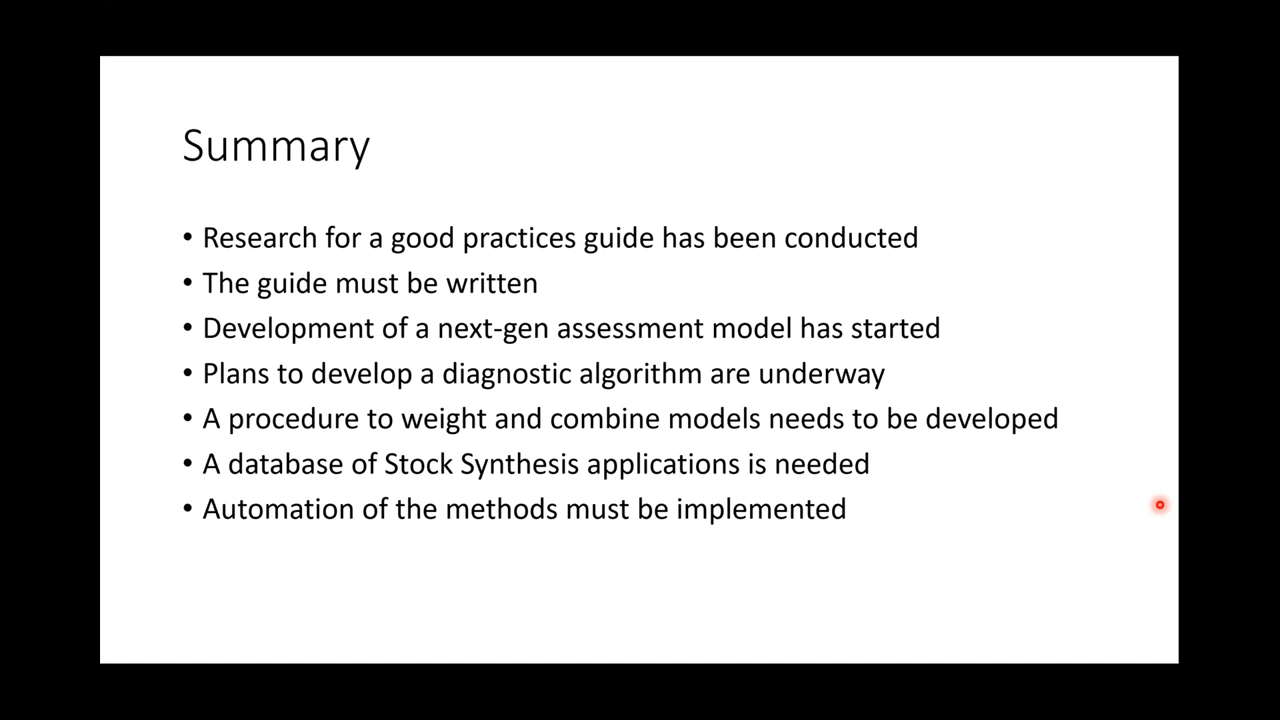 Summary
• Research for a good practices guide has been conducted
• The guide must be written
• Development of a next-gen assessment model has started
• Plans to develop a diagnostic algorithm are underway
• A procedure to weight and combine models needs to be developed
• A database of Stock Synthesis applications is needed
• Automation of the methods must be implemented